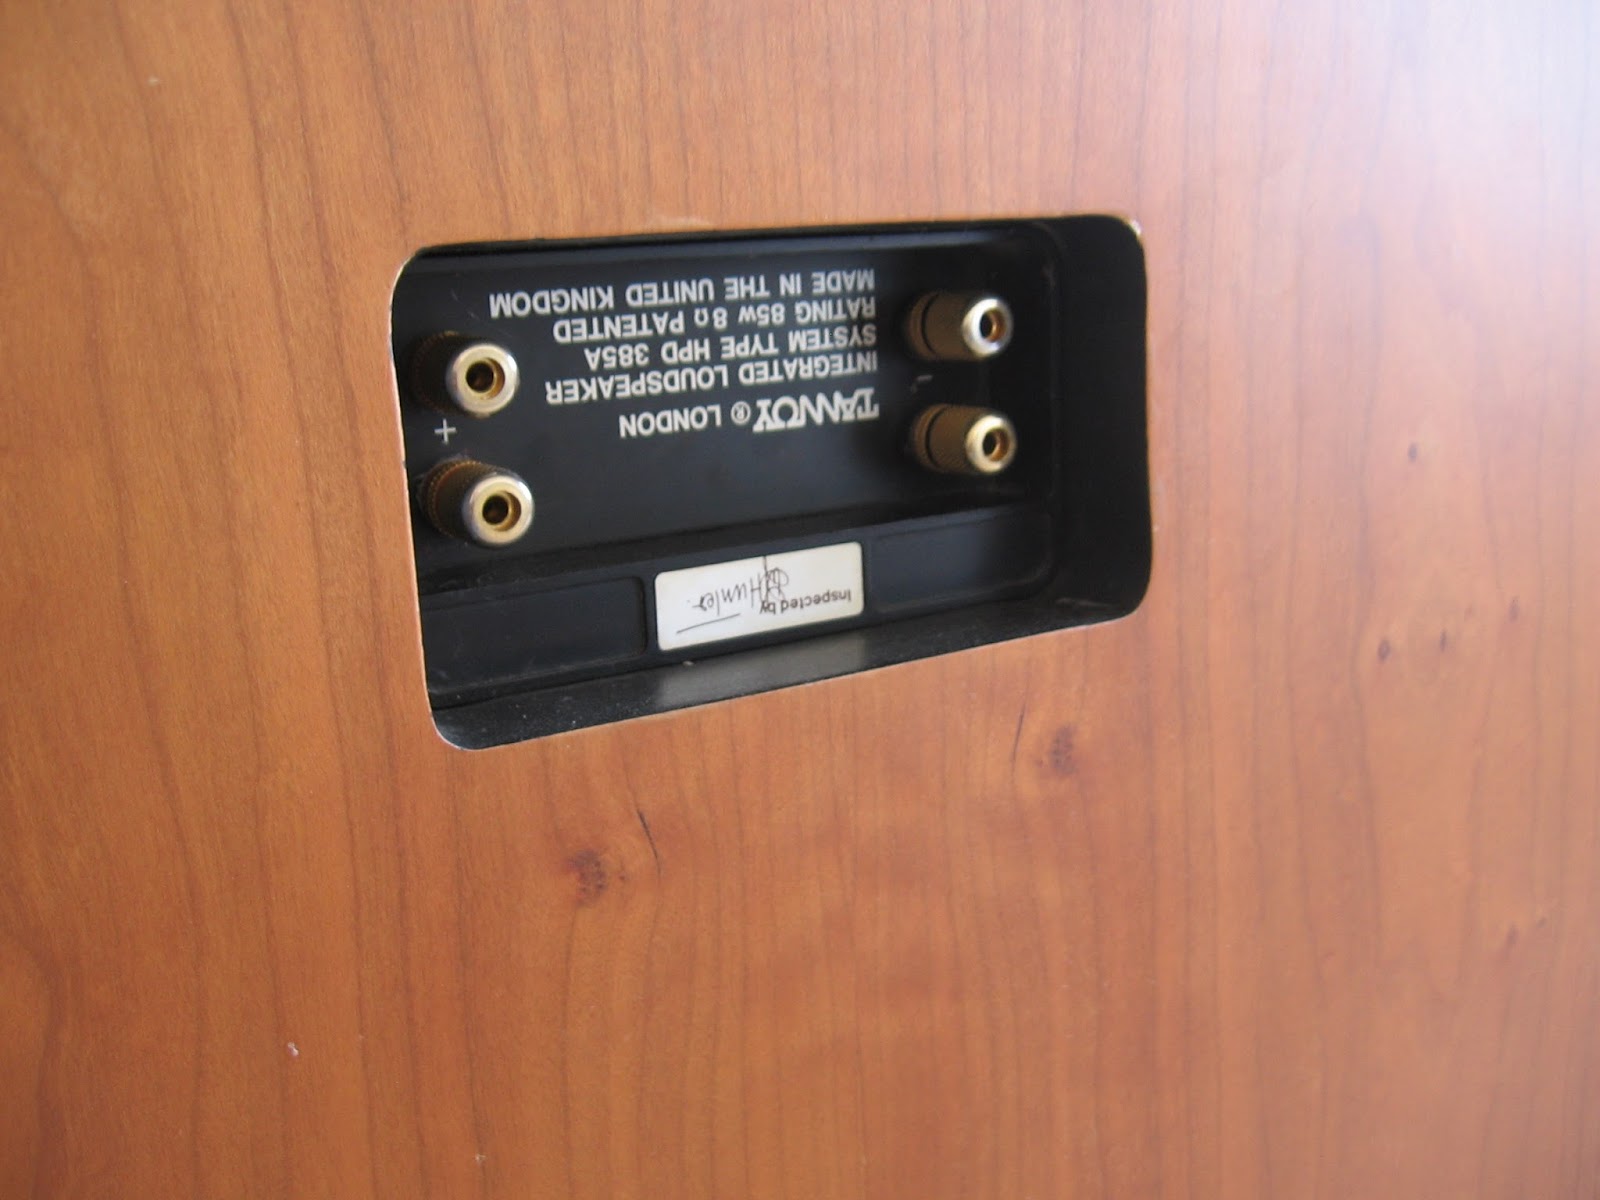 TANNOY ® LONDON
INTEGRATED LOUDSPEAKER
SYSTEM TYPE HPD 385A
RATING 85w 8Ω PATENTED
MADE IN THE UNITED KINGDOM
-
+
Inspected by
Hunter